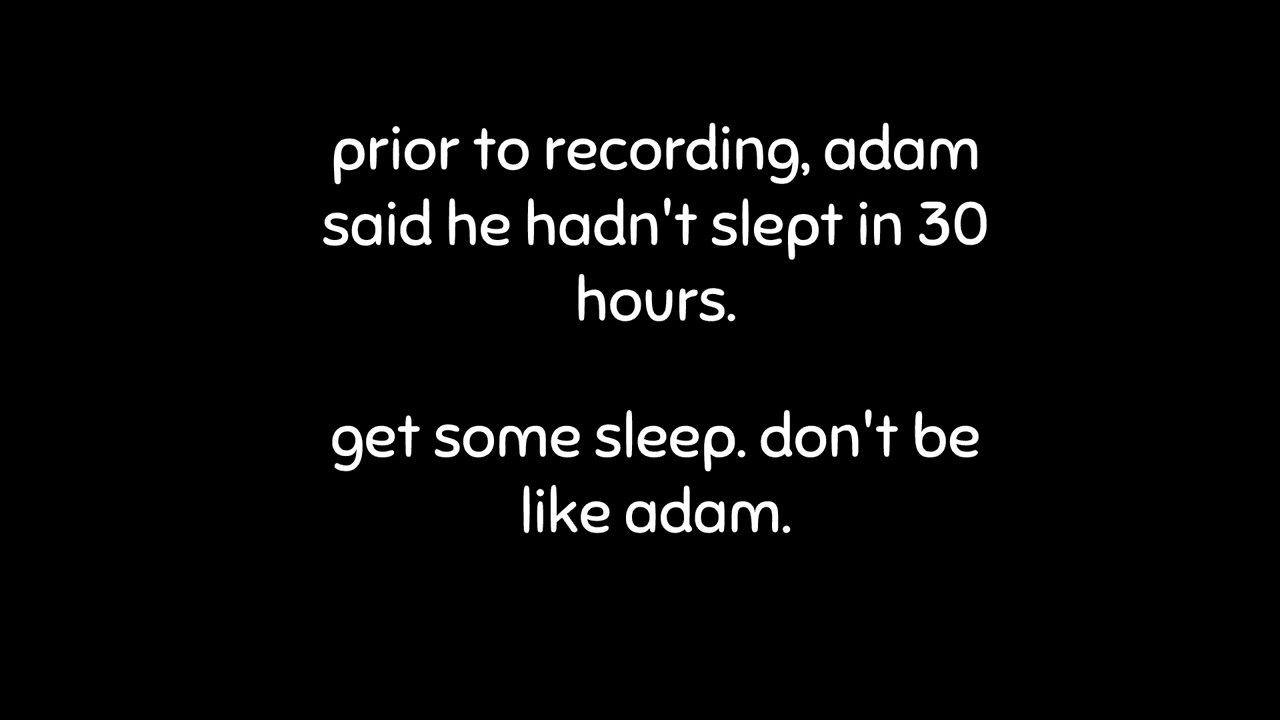 prior to recording, adam
said he hadn't slept in 30
hours.
get some sleep. don't be
like adam.